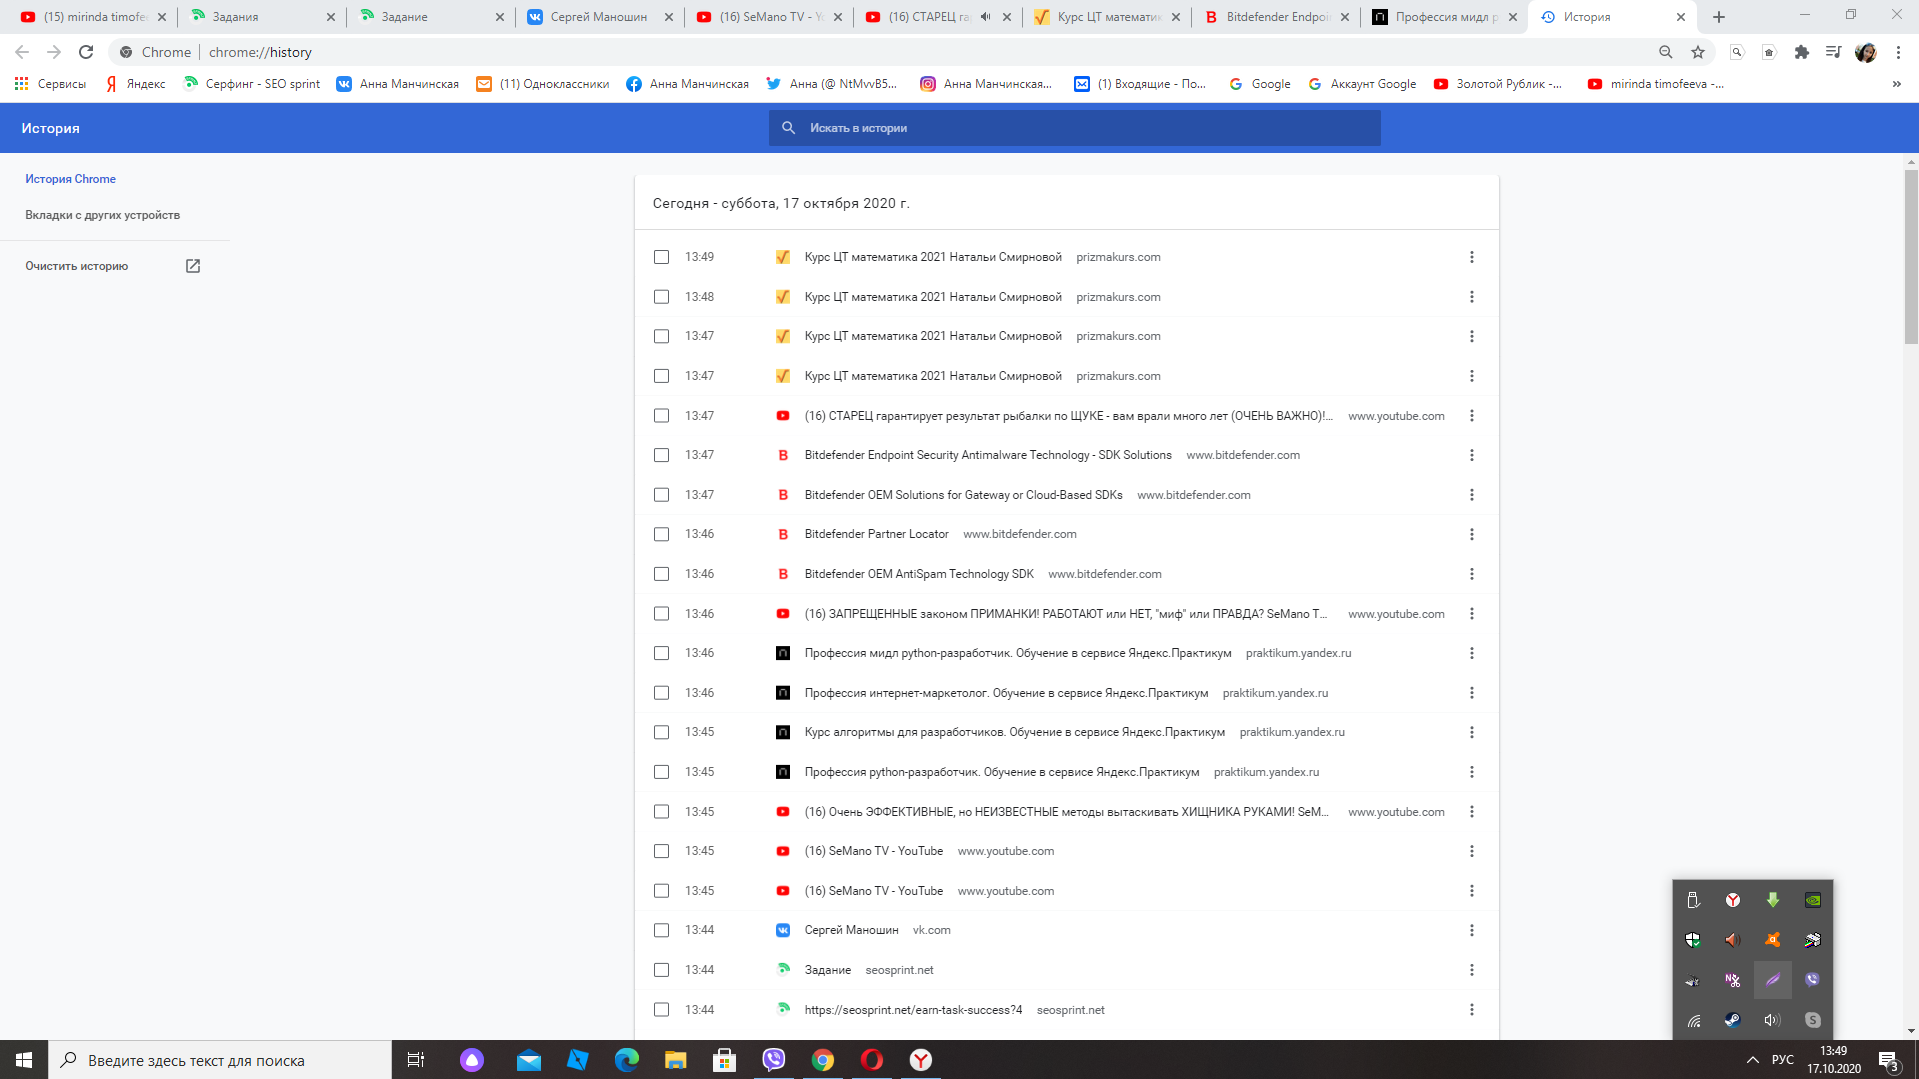 (15) mirinda timofe
Задания
Задание
Сергей Маношин
(16) SeMano TV - Y
(16) СТАРЕЦ га
Курс ЦТ математик
Bitdefender Endpoi
Профессия мидл р
История
Chrome
chrome://history
Сервисы
Яндекс
Серфинг - SEO sprint
Анна Манчинская
(11) Одноклассники
Анна Манчинская
Анна (@ NtMvvB5...
Анна Манчинская...
(1) Входящие - По...
Google
Аккаунт Google
Золотой Рублик -...
mirinda timofeeva -...
»
История
Искать в истории
История Chrome
Вкладки с других устройств
Очистить историю
Сегодня - суббота, 17 октября 2020 г.
13:49 Курс ЦТ математика 2021 Натальи Смирновой prizmakurs.com
13:48 Курс ЦТ математика 2021 Натальи Смирновой prizmakurs.com
13:47 Курс ЦТ математика 2021 Натальи Смирновой prizmakurs.com
13:47 Курс ЦТ математика 2021 Натальи Смирновой prizmakurs.com
13:47 (16) СТАРЕЦ гарантирует результат рыбалки по ЩУКЕ - вам врали много лет (ОЧЕНЬ ВАЖНО)!... www.youtube.com
13:47 Bitdefender Endpoint Security Antimalware Technology - SDK Solutions www.bitdefender.com
13:47 Bitdefender OEM Solutions for Gateway or Cloud-Based SDKs www.bitdefender.com
13:46 Bitdefender Partner Locator www.bitdefender.com
13:46 Bitdefender OEM AntiSpam Technology SDK www.bitdefender.com
13:46 (16) ЗАПРЕЩЕННЫЕ законом ПРИМАНКИ! РАБОТАЮТ или НЕТ, "миф" или ПРАВДА? SeMano T... www.youtube.com
13:46 Профессия мидл python-разработчик. Обучение в сервисе Яндекс.Практикум praktikum.yandex.ru
13:46 Профессия интернет-маркетолог. Обучение в сервисе Яндекс.Практикум praktikum.yandex.ru
13:45 Курс алгоритмы для разработчиков. Обучение в сервисе Яндекс.Практикум praktikum.yandex.ru
13:45 Профессия python-разработчик. Обучение в сервисе Яндекс.Практикум praktikum.yandex.ru
13:45 (16) Очень ЭФФЕКТИВНЫЕ, но НЕИЗВЕСТНЫЕ методы вытаскивать ХИЩНИКА РУКАМИ! SeM... www.youtube.com
13:45 (16) SeMano TV - YouTube www.youtube.com
13:45 (16) SeMano TV - YouTube www.youtube.com
13:44 Сергей Маношин vk.com
13:44 Задание seosprint.net
13:44 https://seosprint.net/earn-task-success?4 seosprint.net
Введите здесь текст для поиска
РУС
13:49
17.10.2020
3